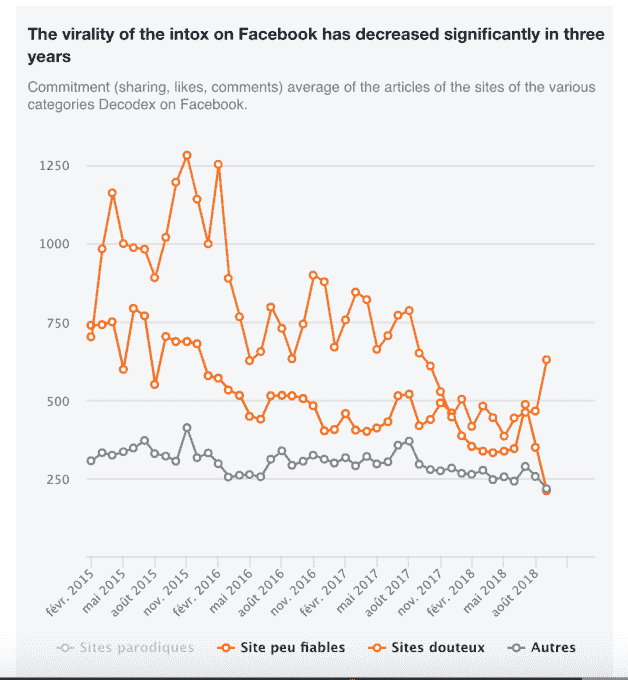 The virality of the intox on Facebook has decreased significantly in three
years
Commitment (sharing, likes, comments) average of the articles of the sites of the various
categories Decodex on Facebook.
1250
1000
750
500
250
févr. 2015
mai 2015
août 2015
nov. 2015
févr. 2016
mai 2016
août 2016
nov. 2016
févr. 2017
mai 2017
août 2017
nov. 2017
févr. 2018
mai 2018
août 2018
Sites parodiques
Site peu fiables
Sites douteux
Autres